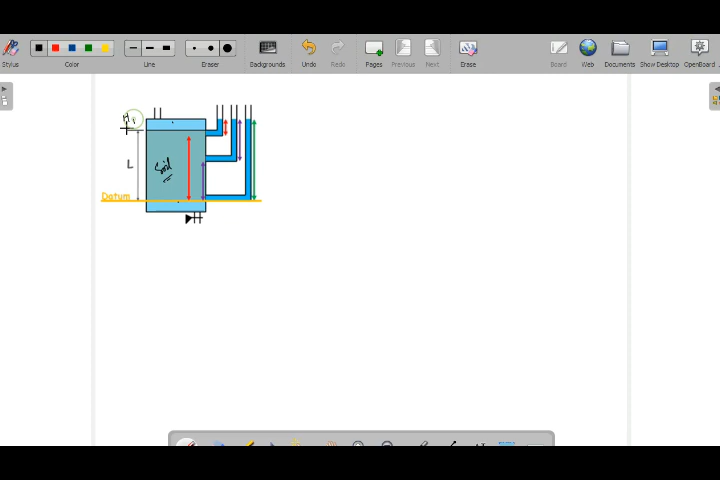 Stylus
Color
Line
Eraser
Backgrounds
Undo
Redo
Pages
Previous
Next
Erase
Board
Web
Documents
Show Desktop
OpenBoard
L
Soil
Datum